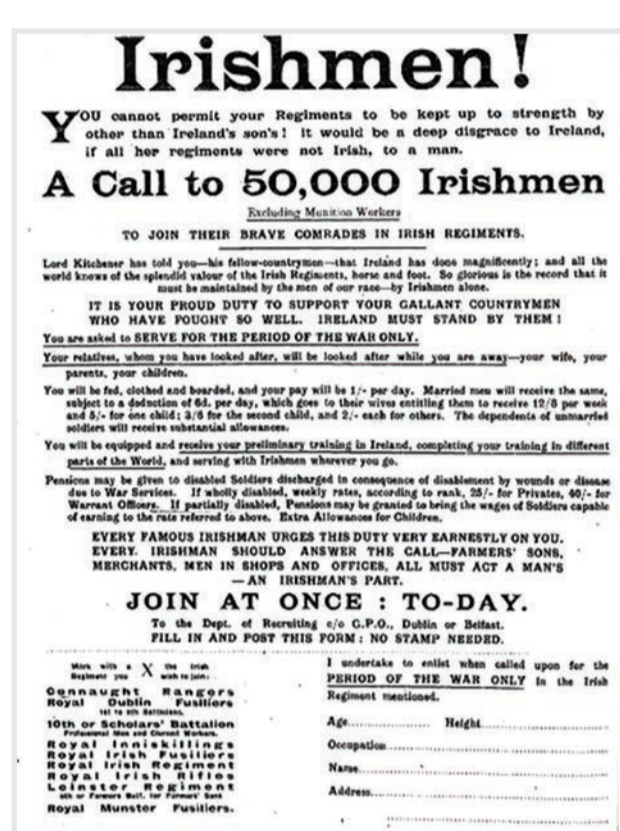 Irishmen!
YOU cannot permit your Regiments to be kept up to strength by
other than Ireland's son's! It would be a deep disgrace to Ireland,
if all her regiments were not Irish, to a man.
A Call to 50,000 Irishmen
Excluding Munition Workers
TO JOIN THEIR BRAVE COMRADES IN IRISH REGIMENTS.
Lord Kitchener has told you—his fellow-countrymen—that Ireland has done magnificently; and all the
world knows of the splendid valour of the Irish Regiments, horse and foot. So glorious is the record that it
must be maintained by the men of our race—by Irishmen alone.
IT IS YOUR PROUD DUTY TO SUPPORT YOUR GALLANT COUNTRYMEN
WHO HAVE FOUGHT SO WELL. IRELAND MUST STAND BY THEM!
You are asked to SERVE FOR THE PERIOD OF THE WAR ONLY.
Your relatives, whom you have looked after, will be looked after while you are away—your wife, your
parents, your children.
You will be fed, clothed and boarded, and your pay will be 1/- per day. Married men will receive the same,
subject to a deduction of 6d. per day, which goes to their wives entitling them to receive 12/6 per week
and 5/- for one child; 3/6 for the second child, and 2/- each for others. The dependents of unmarried
soldiers will receive substantial allowances.
You will be equipped and receive your preliminary training in Ireland, completing your training in different
parts of the World, and serving with Irishmen wherever you go.
Pensions may be given to disabled Soldiers discharged in consequence of disablement by wounds or disease
due to War Services. If wholly disabled, weekly rates, according to rank, 25/- for Privates, 40/- for
Warrant Officers. If partially disabled, Pensions may be granted to bring the wages of Soldiers capable
of earning to the rate referred to above. Extra Allowances for Children.
EVERY FAMOUS IRISHMAN URGES THIS DUTY VERY EARNESTLY ON YOU.
EVERY. IRISHMAN SHOULD ANSWER THE CALL—FARMERS' SONS,
MERCHANTS, MEN IN SHOPS AND OFFICES, ALL MUST ACT A MAN'S
—AN IRISHMAN'S PART.
JOIN AT ONCE : TO-DAY.
To the Dept. of Recruiting c/o G.P.O., Dublin or Belfast.
FILL IN AND POST THIS FORM : NO STAMP NEEDED.
Mark with a X the Irish
Regiment you wish to join:
Connaught Rangers
Royal Dublin Fusiliers
1st to 9th Battalions.
10th or Scholars' Battalion
Professional Men and Clerical Workers.
Royal Inniskillings
Royal Irish Fusiliers
Royal Irish Regiment
Royal Irish Rifles
Leinster Regiment
6th or Farmers Batt. for Farmers' Sons
Royal Munster Fusiliers.
I undertake to enlist when called upon for the
PERIOD OF THE WAR ONLY in the Irish
Regiment mentioned.
Age Height
Occupation
Name
Address